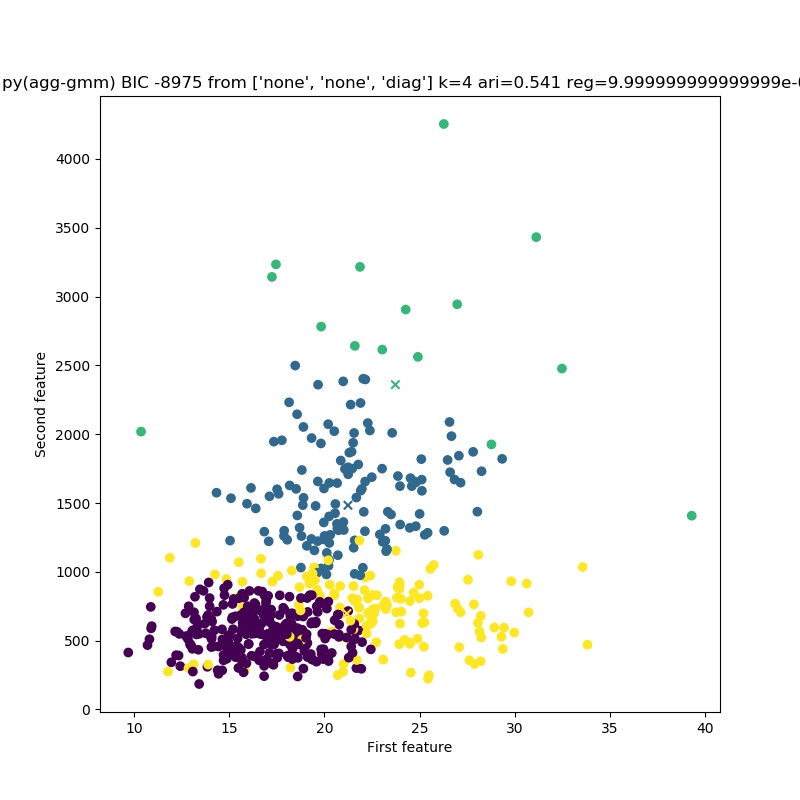 py(agg-gmm) BIC -8975 from ['none', 'none', 'diag'] k=4 ari=0.541 reg=9.999999999999999e-
4000
3500
3000
2500
2000
1500
1000
500
0
Second feature
10 15 20 25 30 35 40
First feature